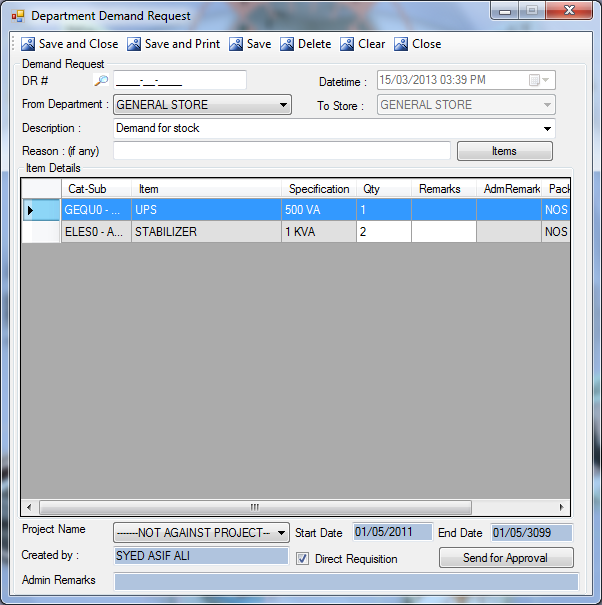 Department Demand Request
Save and Close Save and Print Save Delete Clear Close
Demand Request
DR # ____-__-____ Datetime : 15/03/2013 03:39 PM
From Department : GENERAL STORE To Store : GENERAL STORE
Description : Demand for stock
Reason : (if any) Items
Item Details
Cat-Sub Item Specification Qty Remarks AdmRemark Pack
GEQU0 - ... UPS 500 VA 1 NOS
ELES0 - A... STABILIZER 1 KVA 2 NOS
Project Name ------NOT AGAINST PROJECT-- Start Date 01/05/2011 End Date 01/05/3099
Created by : SYED ASIF ALI Direct Requisition Send for Approval
Admin Remarks